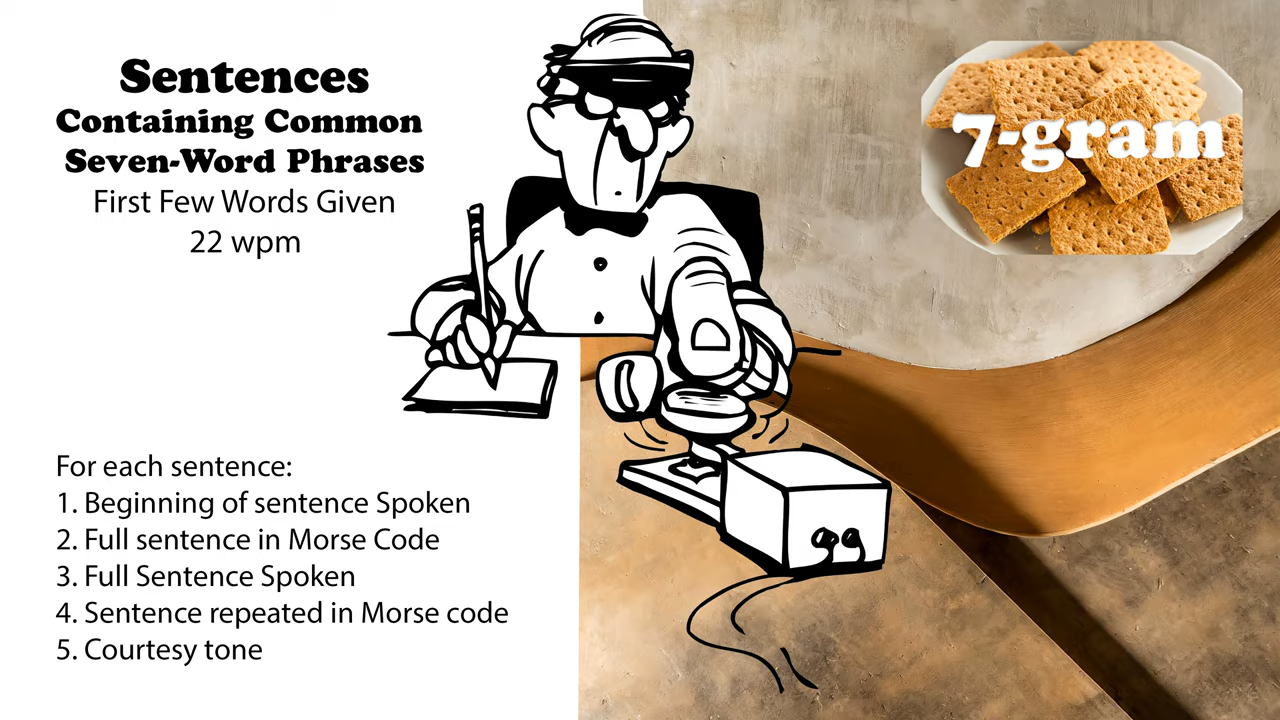 Sentences
Containing Common
Seven-Word Phrases
First Few Words Given
22 wpm
7-gram
For each sentence:
1. Beginning of sentence Spoken
2. Full sentence in Morse Code
3. Full Sentence Spoken
4. Sentence repeated in Morse code
5. Courtesy tone